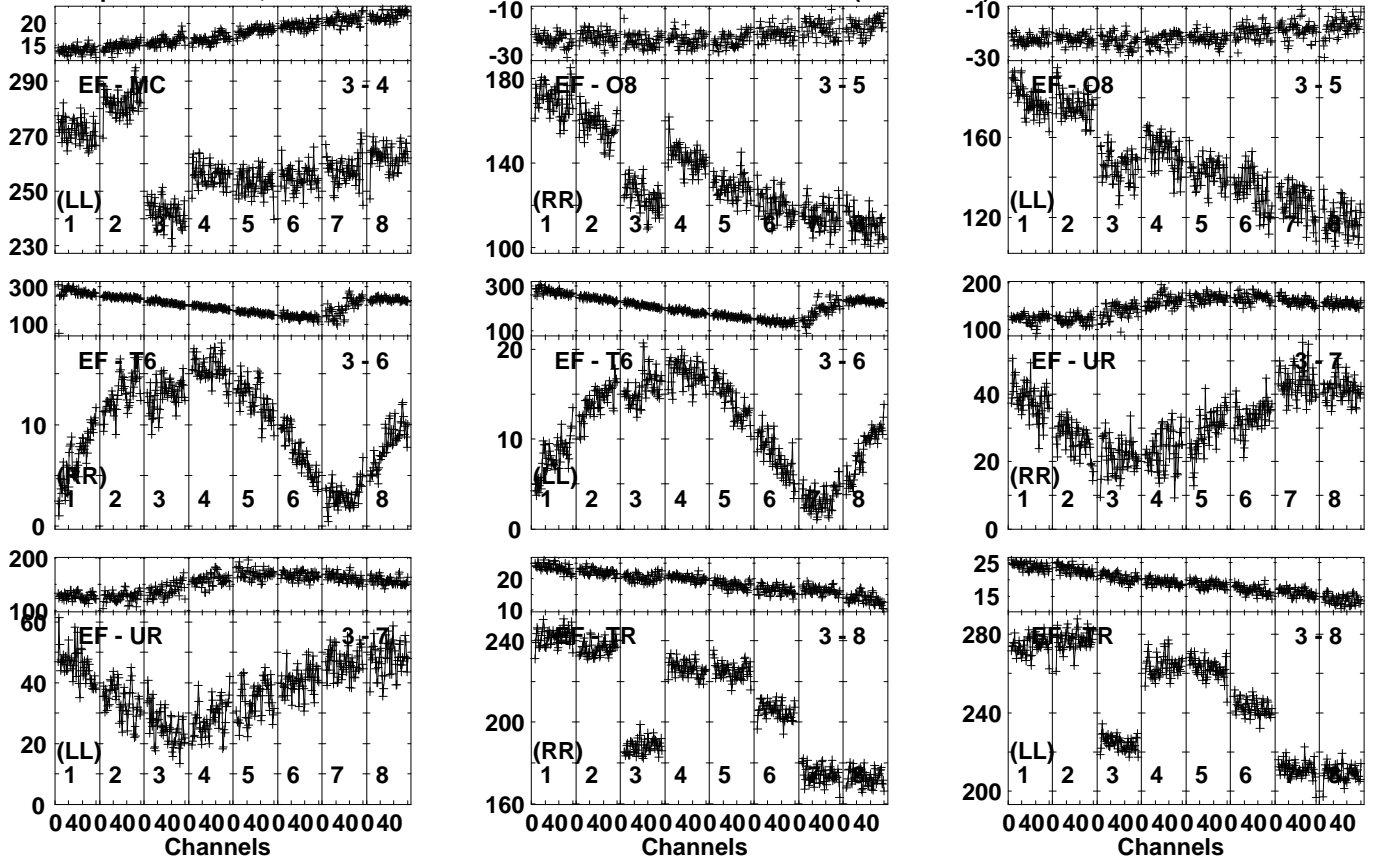 20 -10 -10
15 -30 -30
290 EF - MC 3 - 4 180 EF - O8 3 - 5 EF - O8 3 - 5
270 140 160
250 (LL) (RR) (LL)
1 2 3 4 5 6 7 8 1 2 3 4 5 6 7 8 1 2 3 4 5 6 7 8
230 100 120
300 300 200
100 100 100
EF - T6 3 - 6 20 EF - T6 3 - 6 EF - UR 3 - 7
10 10 40
(RR) (LL) 20 (RR)
1 2 3 4 5 6 7 8 1 2 3 4 5 6 7 8 1 2 3 4 5 6 7 8
0 0 0
200 20 25
100 10 15
60 EF - UR 3 - 7 240 EF - TR 3 - 8 280 EF - TR 3 - 8
40 200 240
20 (LL) (RR) (LL)
1 2 3 4 5 6 7 8 1 2 3 4 5 6 7 8 1 2 3 4 5 6 7 8
0 160 200
0 40 0 40 0 40 0 40 0 40 0 40 0 40 0 40 0 40 0 40 0 40 0 40 0 40 0 40 0 40 0 40 0 40 0 40 0 40 0 40 0 40 0 40 0 40 0 40
Channels Channels Channels